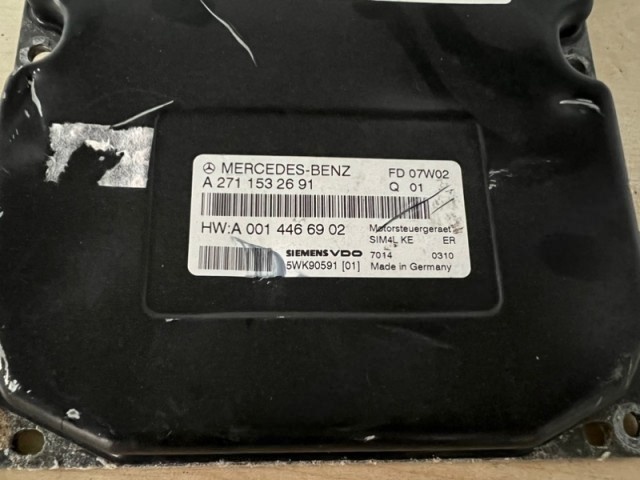 MERCEDES-BENZ FD 07W02
A 271 153 26 91 Q 01
HW:A 001 446 69 02 Motorsteuergeraet
SIM4L KE ER
SIEMENS VDO 7014 0310
5WK90591 [01] Made in Germany